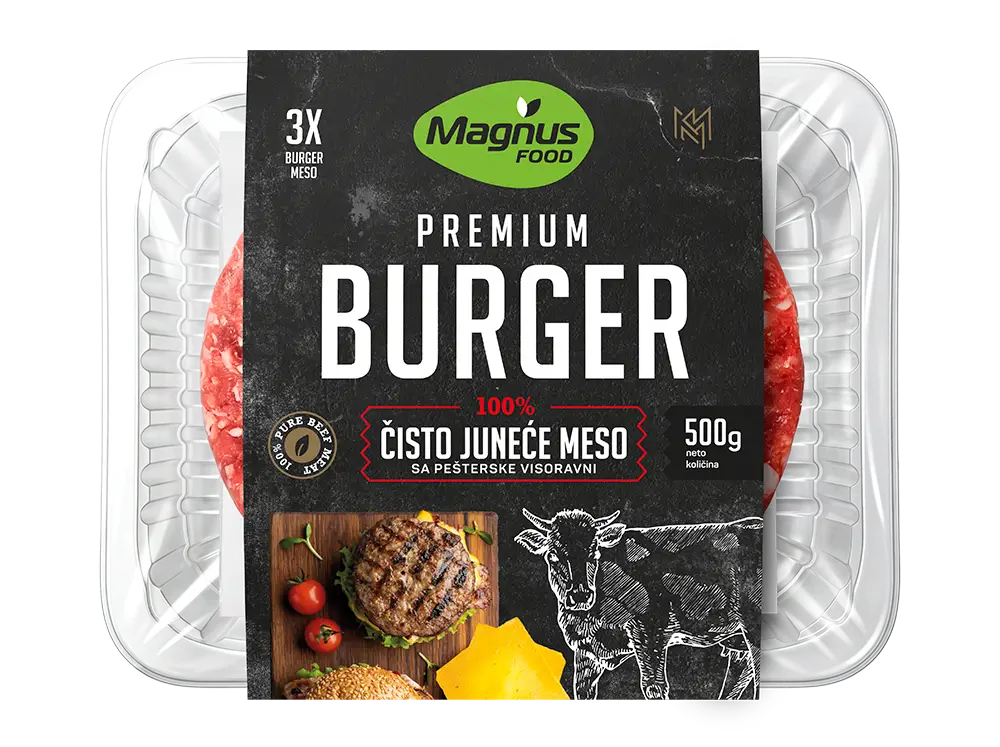 3X
BURGER
MESO
Magnus
FOOD
PREMIUM
BURGER
100%
ČISTO JUNEĆE MESO
SA PEŠTERSKE VISORAVNI
100% PURE BEEF MEAT
500g
neto
količina